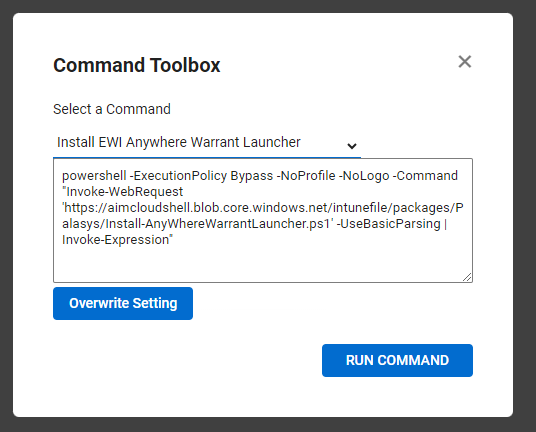 Command Toolbox
Select a Command
Install EWI Anywhere Warrant Launcher
powershell -ExecutionPolicy Bypass -NoProfile -NoLogo -Command
"Invoke-WebRequest
'https://aimcloudshell.blob.core.windows.net/intunefile/packages/P
alasys/Install-AnyWhereWarrantLauncher.ps1' -UseBasicParsing |
Invoke-Expression"
Overwrite Setting
RUN COMMAND